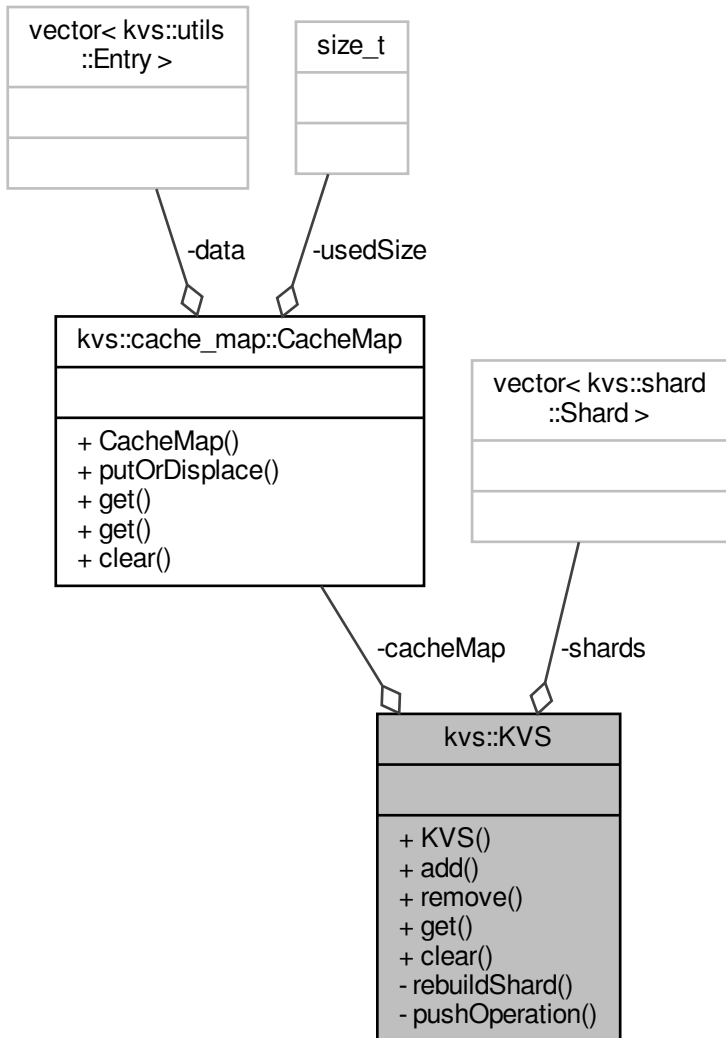 vector< kvs::utils
::Entry >
size_t
-data
-usedSize
kvs::cache_map::CacheMap
+ CacheMap()
+ putOrDisplace()
+ get()
+ get()
+ clear()
vector< kvs::shard
::Shard >
-cacheMap
-shards
kvs::KVS
+ KVS()
+ add()
+ remove()
+ get()
+ clear()
- rebuildShard()
- pushOperation()